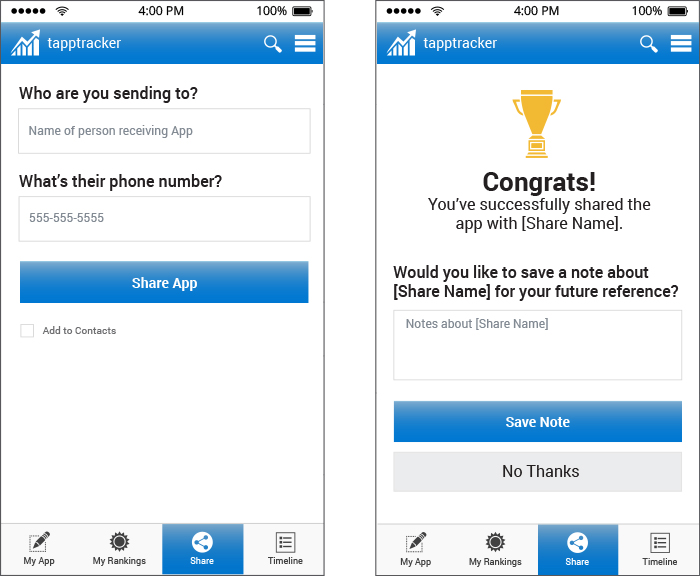 4:00 PM
100%
tapptracker
Who are you sending to?
Name of person receiving App
What's their phone number?
555-555-5555
Share App
Add to Contacts
My App
My Rankings
Share
Timeline
4:00 PM
100%
tapptracker
Congrats!
You've successfully shared the
app with [Share Name].
Would you like to save a note about
[Share Name] for your future reference?
Notes about [Share Name]
Save Note
No Thanks
My App
My Rankings
Share
Timeline